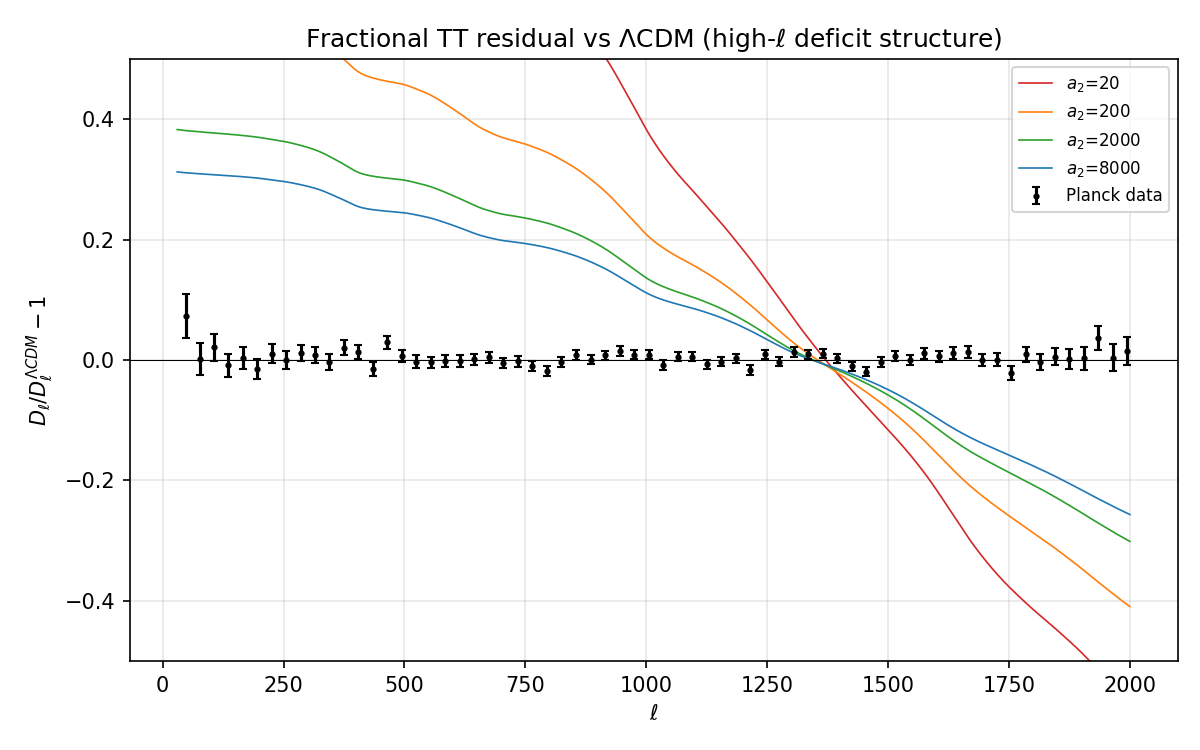 Fractional TT residual vs ΛCDM (high-ℓ deficit structure)
a₂=20
a₂=200
a₂=2000
a₂=8000
Planck data
D_ℓ/D_ℓ^{ΛCDM} − 1
0.4
0.2
0.0
−0.2
−0.4
0 250 500 750 1000 1250 1500 1750 2000
ℓ